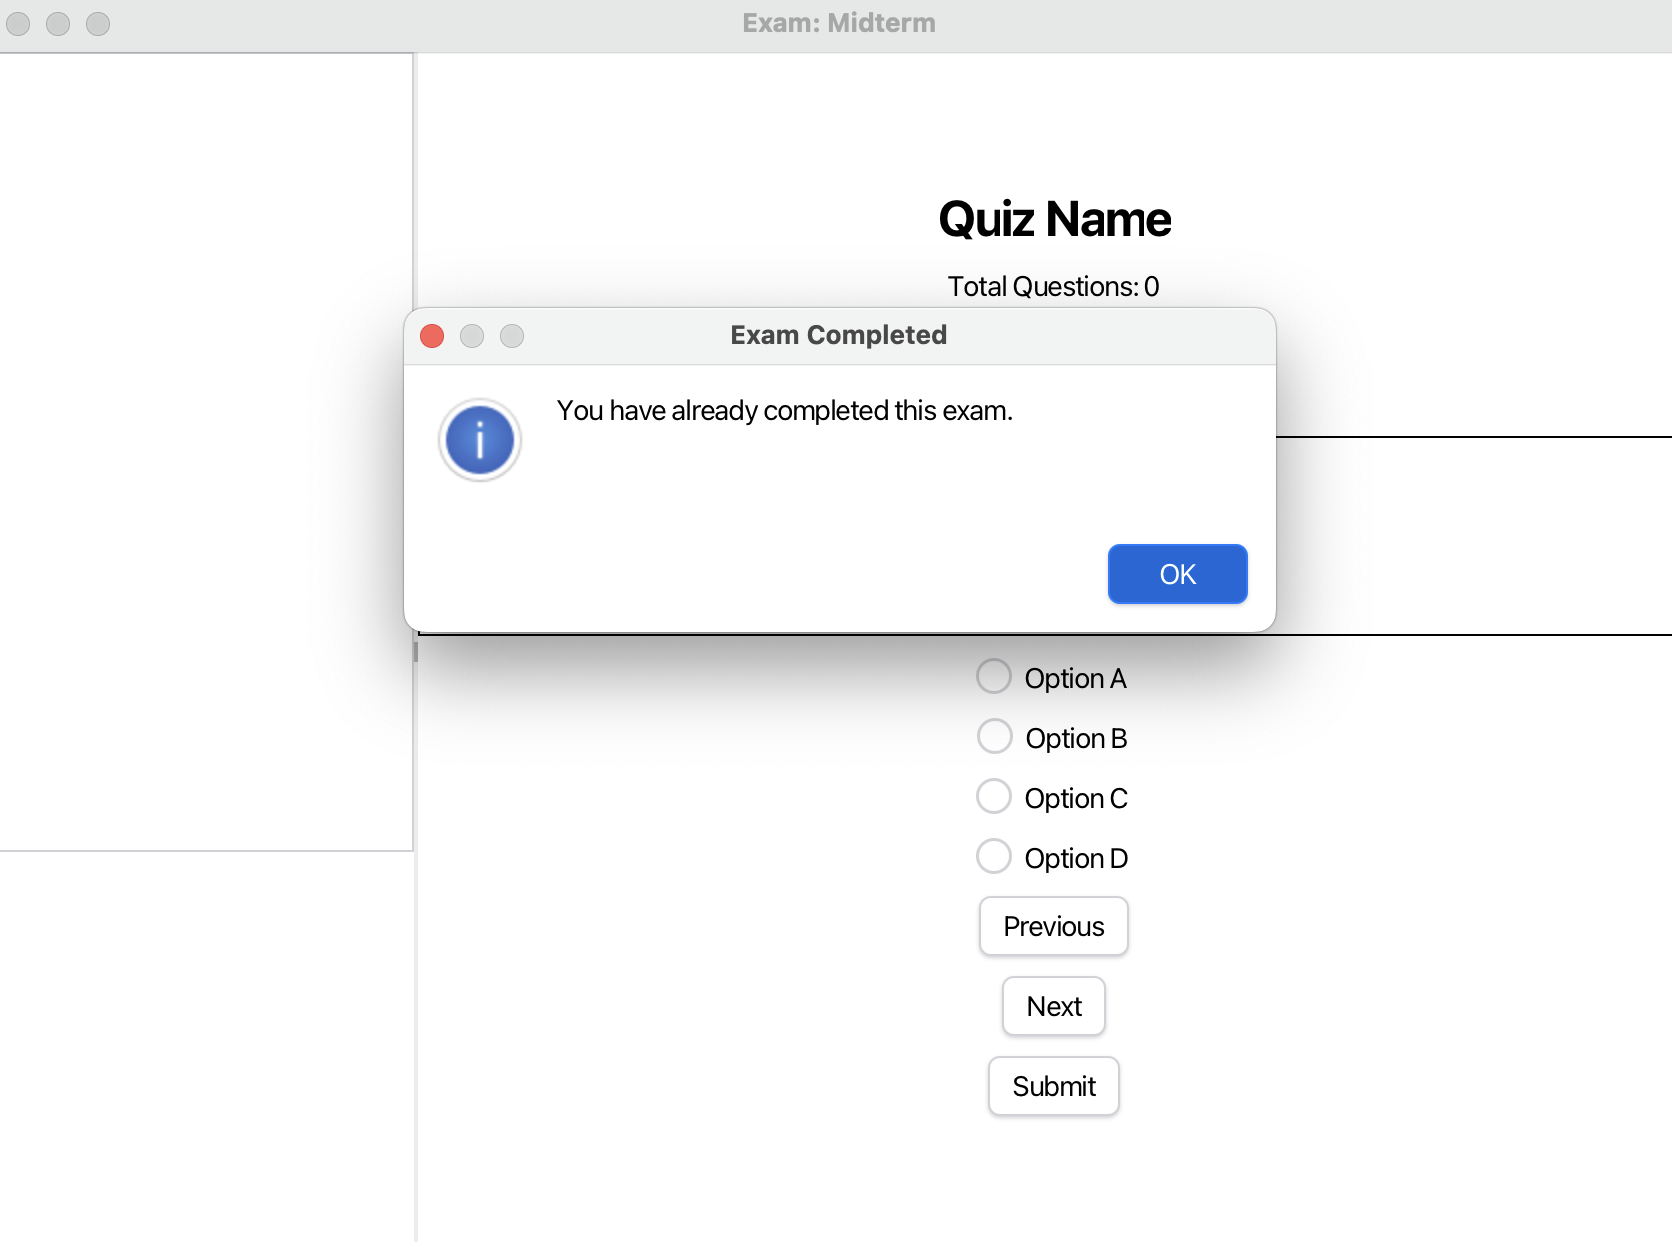 Exam: Midterm
Quiz Name
Total Questions: 0
Exam Completed
You have already completed this exam.
OK
Option A
Option B
Option C
Option D
Previous
Next
Submit